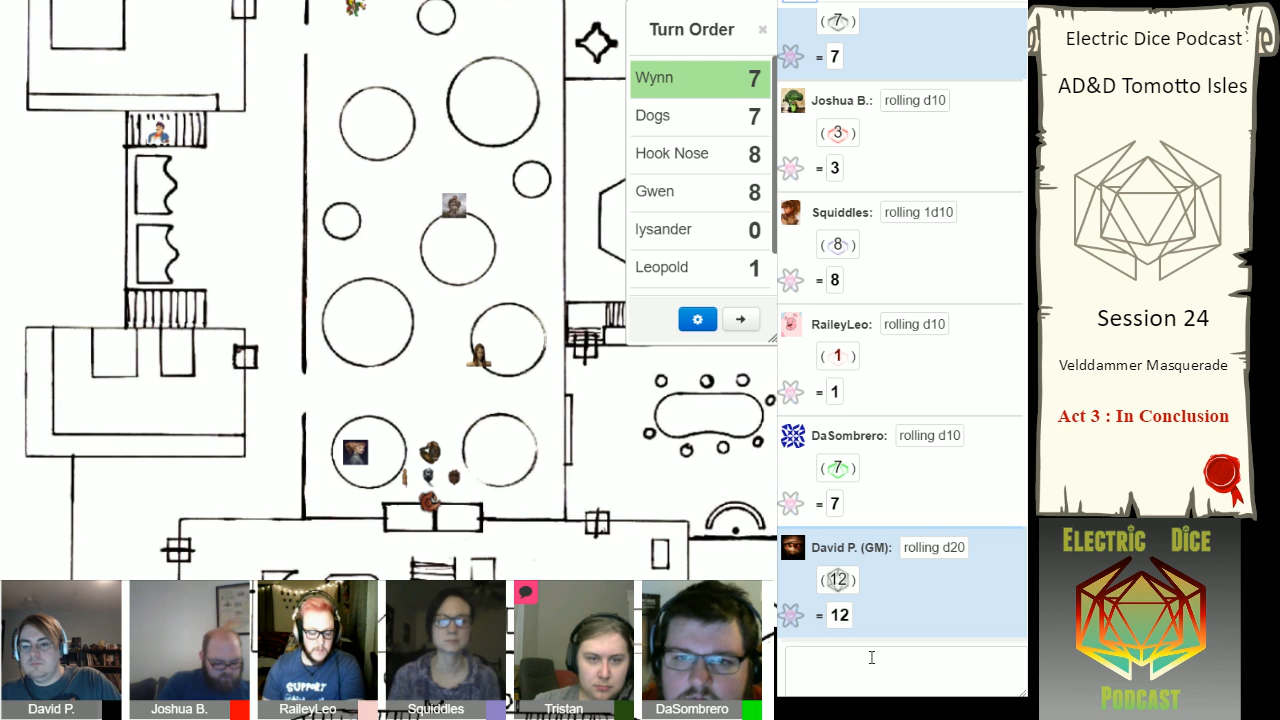 Turn Order ×
Wynn 7
Dogs 7
Hook Nose 8
Gwen 8
lysander 0
Leopold 1
( 7 )
= 7
Joshua B.: rolling d10
( 3 )
= 3
Squiddles: rolling 1d10
( 8 )
= 8
RaileyLeo: rolling d10
( 1 )
= 1
DaSombrero: rolling d10
( 7 )
= 7
David P. (GM): rolling d20
( 12 )
= 12
Electric Dice Podcast
AD&D Tomotto Isles
Session 24
Velddammer Masquerade
Act 3 : In Conclusion
ELECTRIC DICE
PODCAST
SUPPORT
David P.
Joshua B.
RaileyLeo
Squiddles
Tristan
DaSombrero